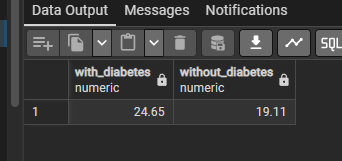 Data Output Messages Notifications
SQL
with_diabetes without_diabetes
numeric numeric
1 24.65 19.11